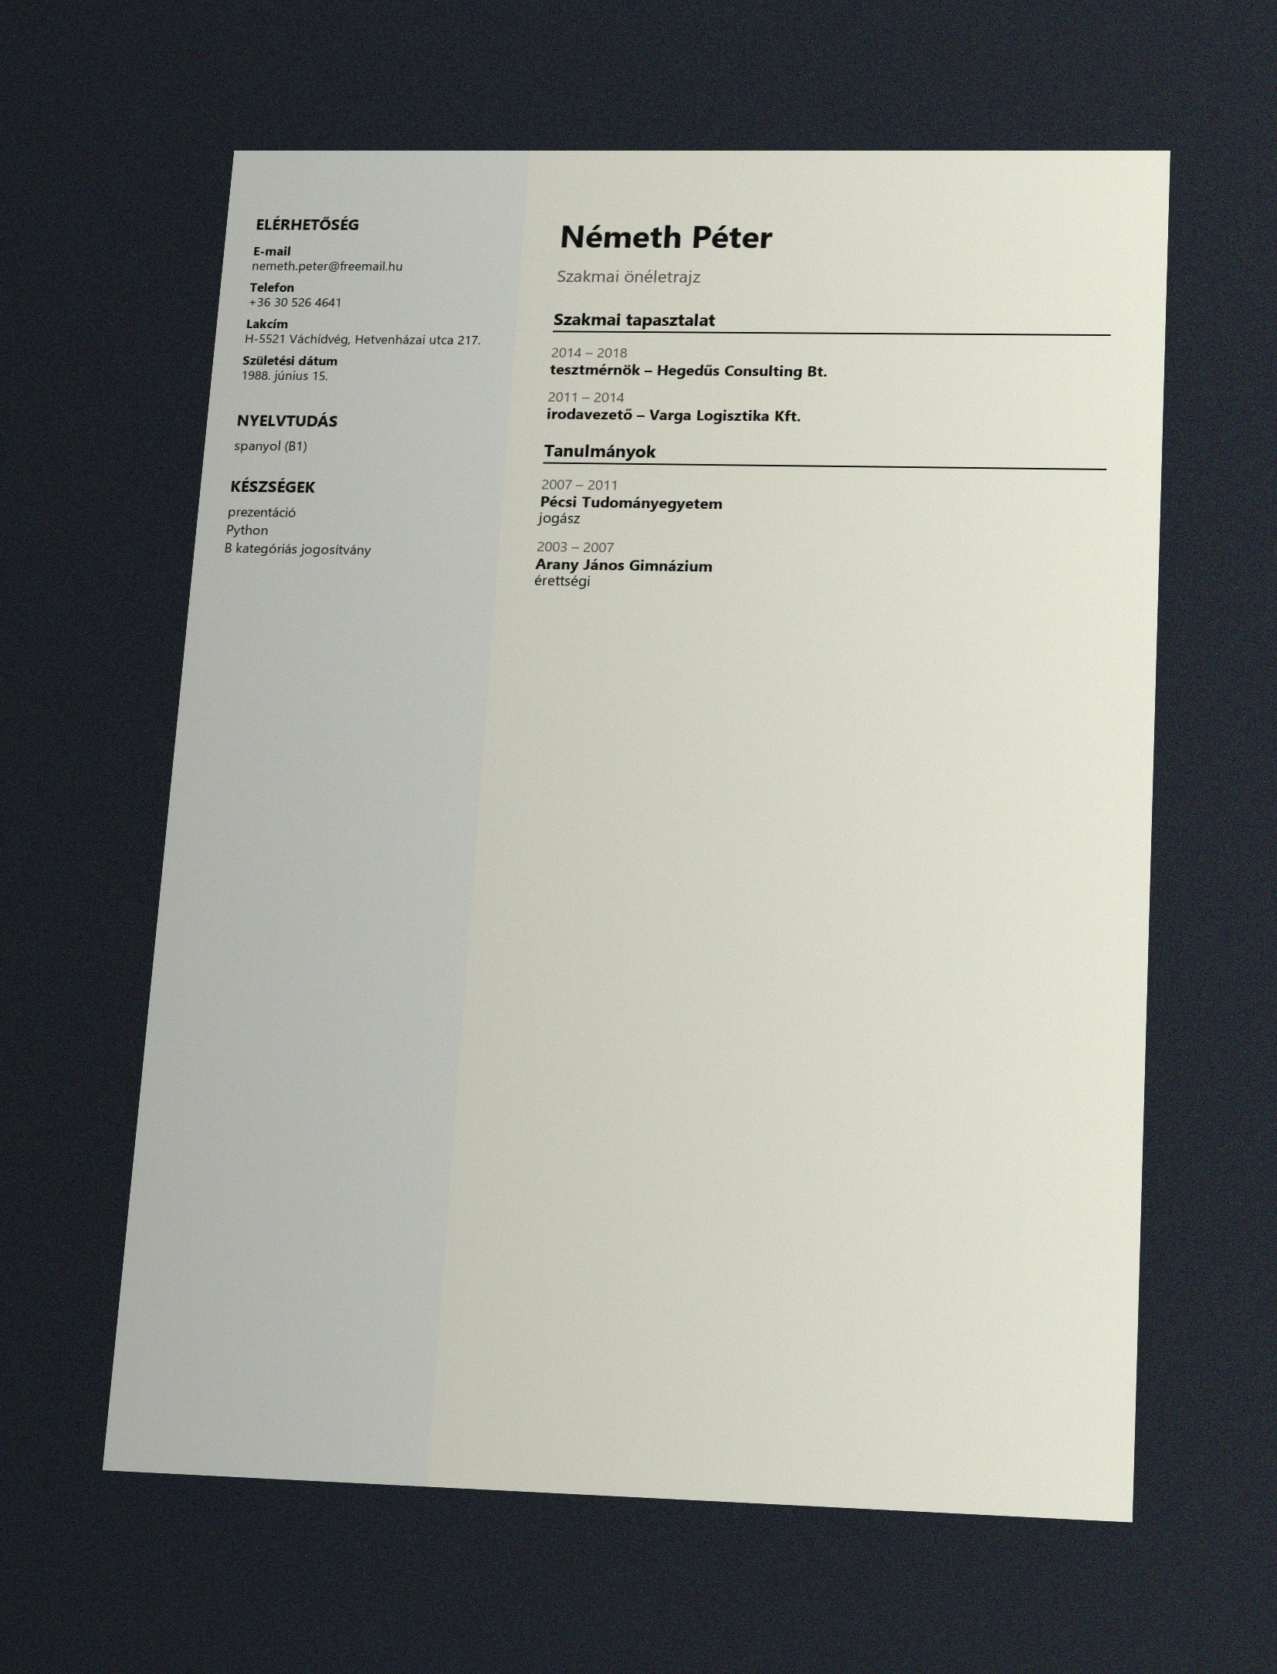 ELÉRHETŐSÉG
E-mail
nemeth.peter@freemail.hu
Telefon
+36 30 526 4641
Lakcím
H-5521 Váchídvég, Hetvenházai utca 217.
Születési dátum
1988. június 15.
NYELVTUDÁS
spanyol (B1)
KÉSZSÉGEK
prezentáció
Python
B kategóriás jogosítvány
Németh Péter
Szakmai önéletrajz
Szakmai tapasztalat
2014 – 2018
tesztmérnök – Hegedűs Consulting Bt.
2011 – 2014
irodavezető – Varga Logisztika Kft.
Tanulmányok
2007 – 2011
Pécsi Tudományegyetem
jogász
2003 – 2007
Arany János Gimnázium
érettségi